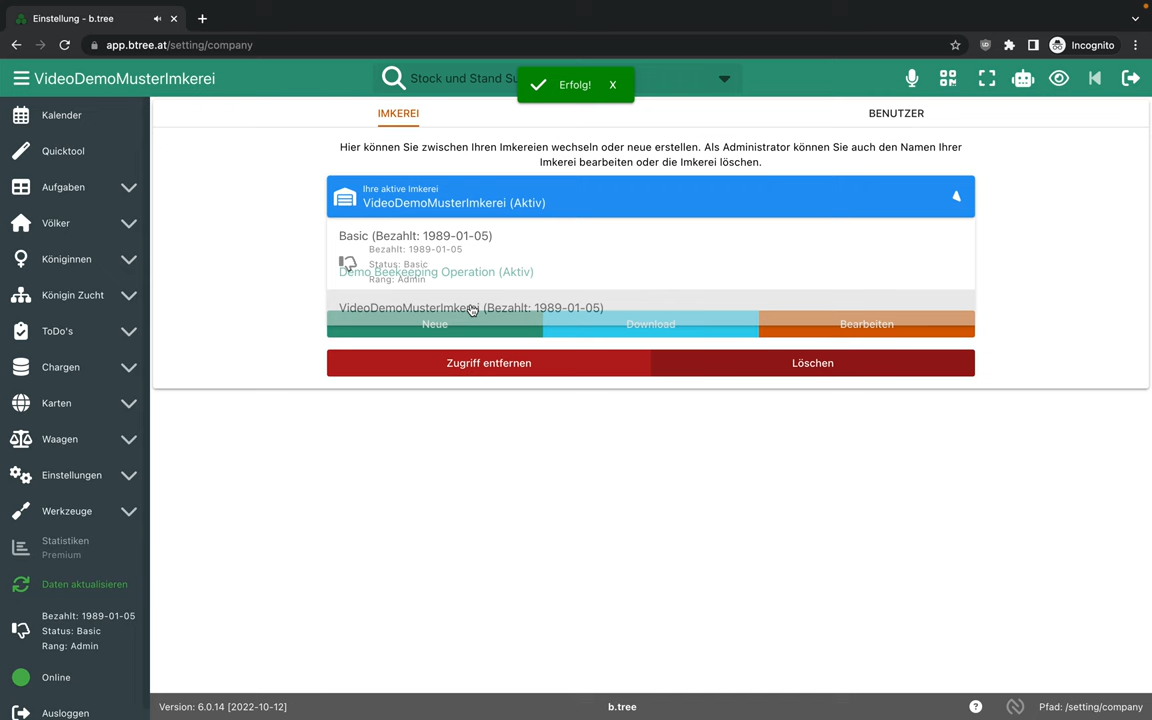 Einstellung - b.tree
app.btree.at/setting/company
Incognito
VideoDemoMusterImkerei
Stock und Stand Su
Erfolg!
X
Kalender
Quicktool
Aufgaben
Völker
Königinnen
Königin Zucht
ToDo's
Chargen
Karten
Waagen
Einstellungen
Werkzeuge
Statistiken
Premium
Daten aktualisieren
Bezahlt: 1989-01-05
Status: Basic
Rang: Admin
Online
Ausloggen
IMKEREI
BENUTZER
Hier können Sie zwischen Ihren Imkereien wechseln oder neue erstellen. Als Administrator können Sie auch den Namen Ihrer
Imkerei bearbeiten oder die Imkerei löschen.
Ihre aktive Imkerei
VideoDemoMusterImkerei (Aktiv)
Basic (Bezahlt: 1989-01-05)
Bezahlt: 1989-01-05
Status: Basic
Demo Beekeeping Operation (Aktiv)
Rang: Admin
VideoDemoMusterImkerei (Bezahlt: 1989-01-05)
Neue
Download
Bearbeiten
Zugriff entfernen
Löschen
Version: 6.0.14 [2022-10-12]
b.tree
Pfad: /setting/company